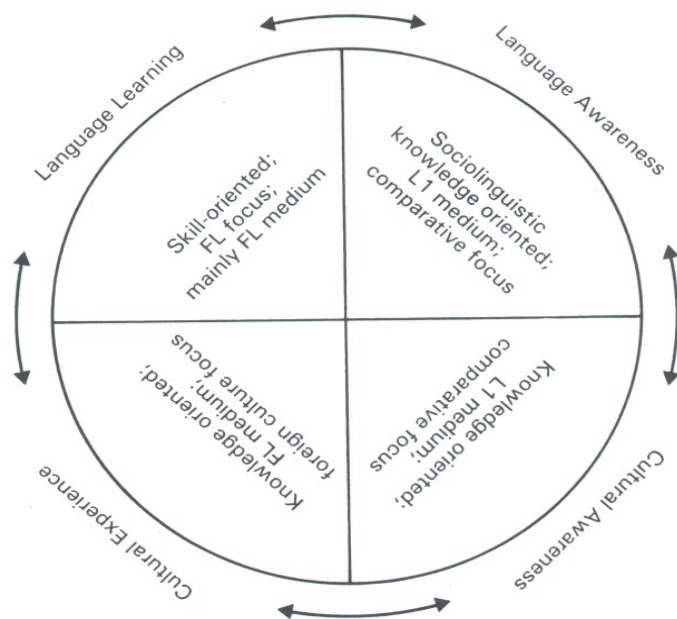 Language Learning
Language Awareness
Skill-oriented;
FL focus;
mainly FL medium
Sociolinguistic
knowledge oriented;
L1 medium;
comparative focus
Knowledge oriented;
FL medium;
foreign culture focus
Knowledge oriented;
L1 medium;
comparative focus
Cultural Experience
Cultural Awareness